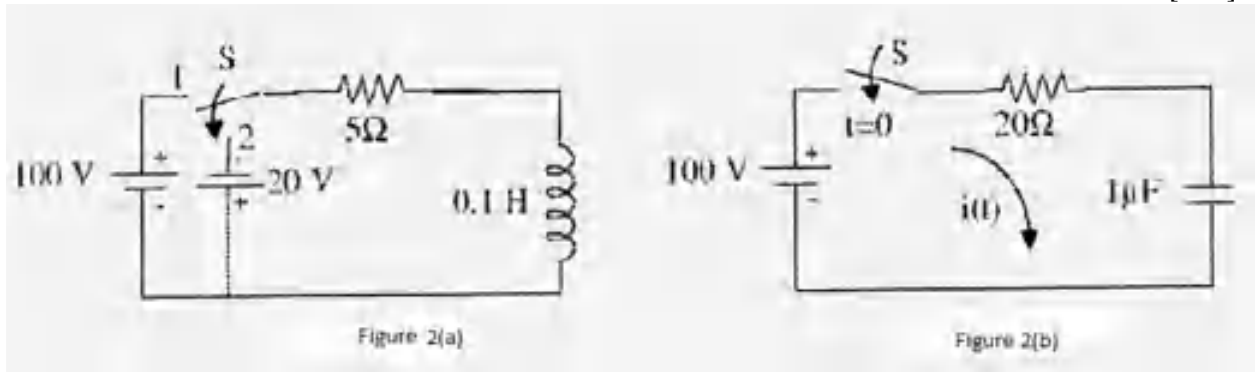 1 S
5Ω
2
100 V + - - 20 V +
0.1 H
Figure 2(a)
S
t=0 20Ω
100 V + -
i(t) 1μF
Figure 2(b)